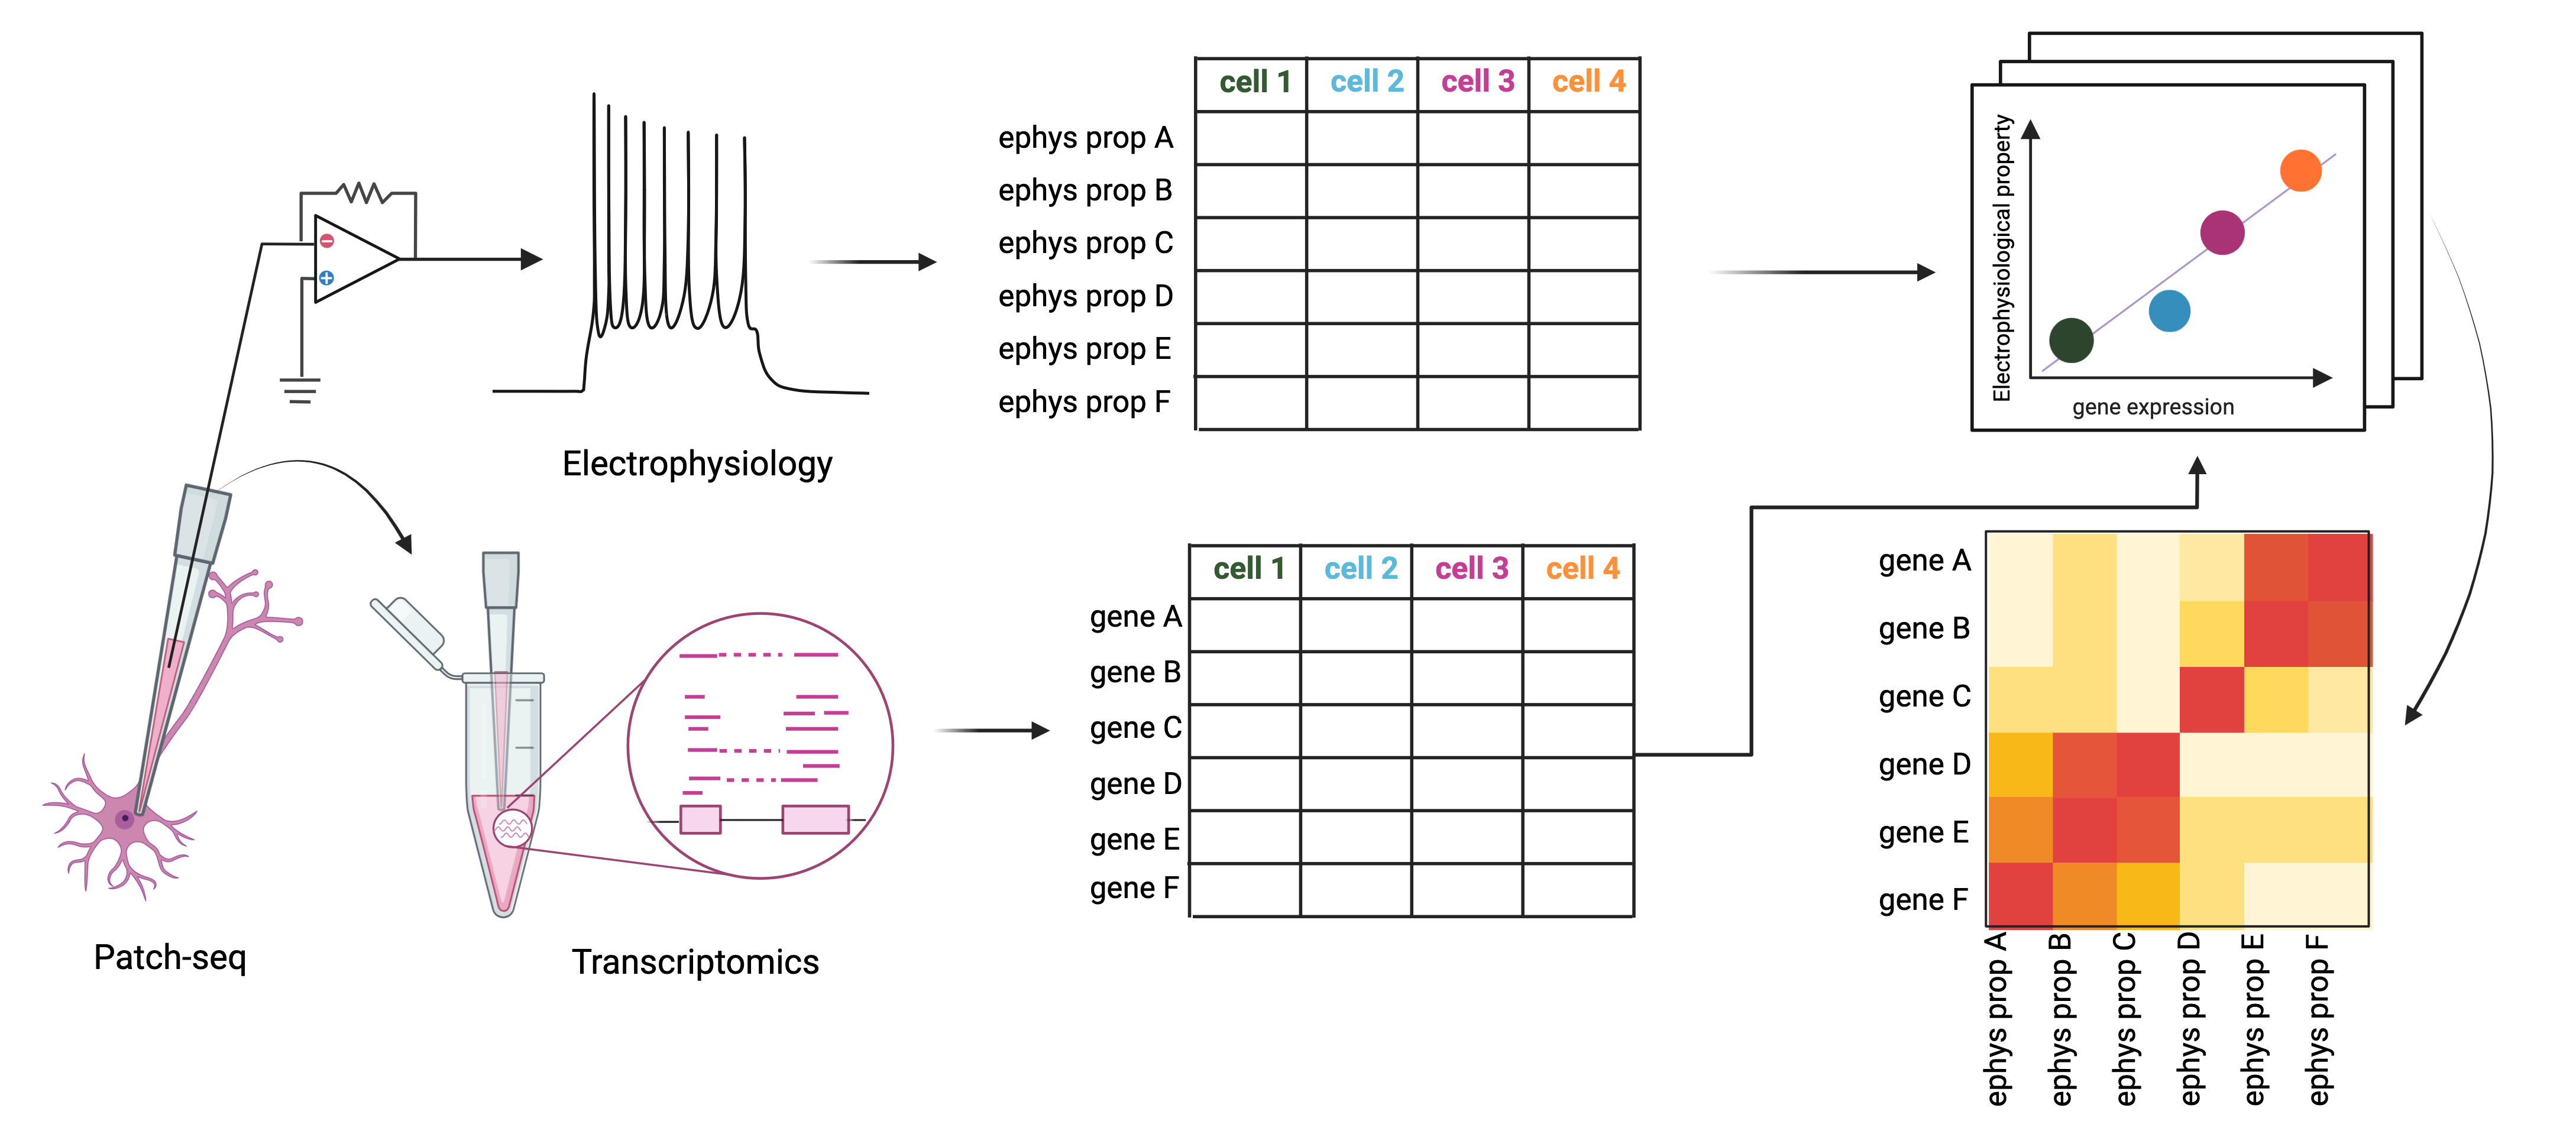 cell 1 cell 2 cell 3 cell 4
ephys prop A
ephys prop B
ephys prop C
ephys prop D
ephys prop E
ephys prop F
Electrophysiological property
gene expression
Electrophysiology
cell 1 cell 2 cell 3 cell 4
gene A
gene B
gene C
gene D
gene E
gene F
gene A
gene B
gene C
gene D
gene E
gene F
ephys prop A
ephys prop B
ephys prop C
ephys prop D
ephys prop E
ephys prop F
Patch-seq
Transcriptomics